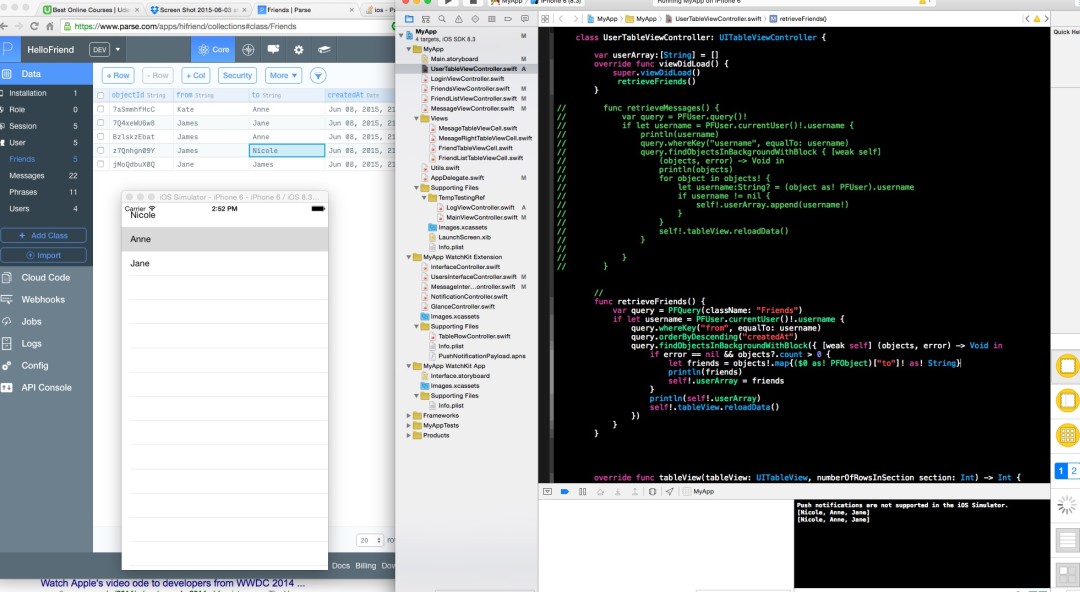 Best Online Courses | Ude
Screen Shot 2015-06-03 a
Friends | Parse
ios - P
https://www.parse.com/apps/hifriend/collections#class/Friends
HelloFriend
DEV
Core
Data
Installation 1
Role 0
Session 5
User 5
Friends 5
Messages 22
Phrases 11
Users 4
+ Add Class
Import
Cloud Code
Webhooks
Jobs
Logs
Config
API Console
+ Row
- Row
+ Col
Security
More
objectId String from String to String createdAt Date
7aSmmhfHcC Kate Anne Jun 08, 2015, 21
7Q4xeWU6w8 James Jane Jun 08, 2015, 21
BzlskzEbat James Anne Jun 08, 2015, 21
z7Qnhgn09Y James Nicole Jun 08, 2015, 21
jMoQdbuX8Q Jane James Jun 08, 2015, 21
iOS Simulator - iPhone 6 - iPhone 6 / iOS 8.3...
Carrier 2:52 PM
Nicole
Anne
Jane
20
Docs Billing Dow
Watch Apple's video ode to developers from WWDC 2014 ...
MyApp
iPhone 6 (8.3)
Running MyApp on iPhone 6
MyApp
4 targets, iOS SDK 8.3
M
MyApp
Main.storyboard M
UserTableViewController.swift A
LoginViewController.swift
FriendsViewController.swift M
FriendListViewController.swift M
MessageViewController.swift M
Views
MesageTableViewCell.swift
MesageRightTableViewCell.swift
FriendTableViewCell.swift
FriendListTableViewCell.swift
Utils.swift
AppDelegate.swift M
Supporting Files
TempTestingRef
LogViewController.swift A
MainViewController.swift M
Images.xcassets
LaunchScreen.xib
Info.plist
MyApp WatchKit Extension
InterfaceController.swift
UsersInterfaceController.swift M
MessageInter...ontroller.swift M
NotificationController.swift
GlanceController.swift
Images.xcassets
Supporting Files
TableRowController.swift
Info.plist
PushNotificationPayload.apns
MyApp WatchKit App
Interface.storyboard
Images.xcassets
Supporting Files
Info.plist
Frameworks
MyAppTests
Products
MyApp
MyApp
UserTableViewController.swift
retrieveFriends()
Quick Hel
class UserTableViewController: UITableViewController {
var userArray:[String] = []
override func viewDidLoad() {
super.viewDidLoad()
retrieveFriends()
}
// func retrieveMessages() {
// var query = PFUser.query()!
// if let username = PFUser.currentUser()!.username {
// println(username)
// query.whereKey("username", equalTo: username)
// query.findObjectsInBackgroundWithBlock { [weak self]
// (objects, error) -> Void in
// println(objects)
// for object in objects! {
// let username:String? = (object as! PFUser).username
// if username != nil {
// self!.userArray.append(username!)
// }
// }
// self!.tableView.reloadData()
// }
//
// }
// }
//
func retrieveFriends() {
var query = PFQuery(className: "Friends")
if let username = PFUser.currentUser()!.username {
query.whereKey("from", equalTo: username)
query.orderByDescending("createdAt")
query.findObjectsInBackgroundWithBlock({ [weak self] (objects, error) -> Void in
if error == nil && objects?.count > 0 {
let friends = objects!.map{($0 as! PFObject)["to"]! as! String}
println(friends)
self!.userArray = friends
}
println(self!.userArray)
self!.tableView.reloadData()
})
}
}
override func tableView(tableView: UITableView, numberOfRowsInSection section: Int) -> Int {
MyApp
Push notifications are not supported in the iOS Simulator.
[Nicole, Anne, Jane]
[Nicole, Anne, Jane]
1 2